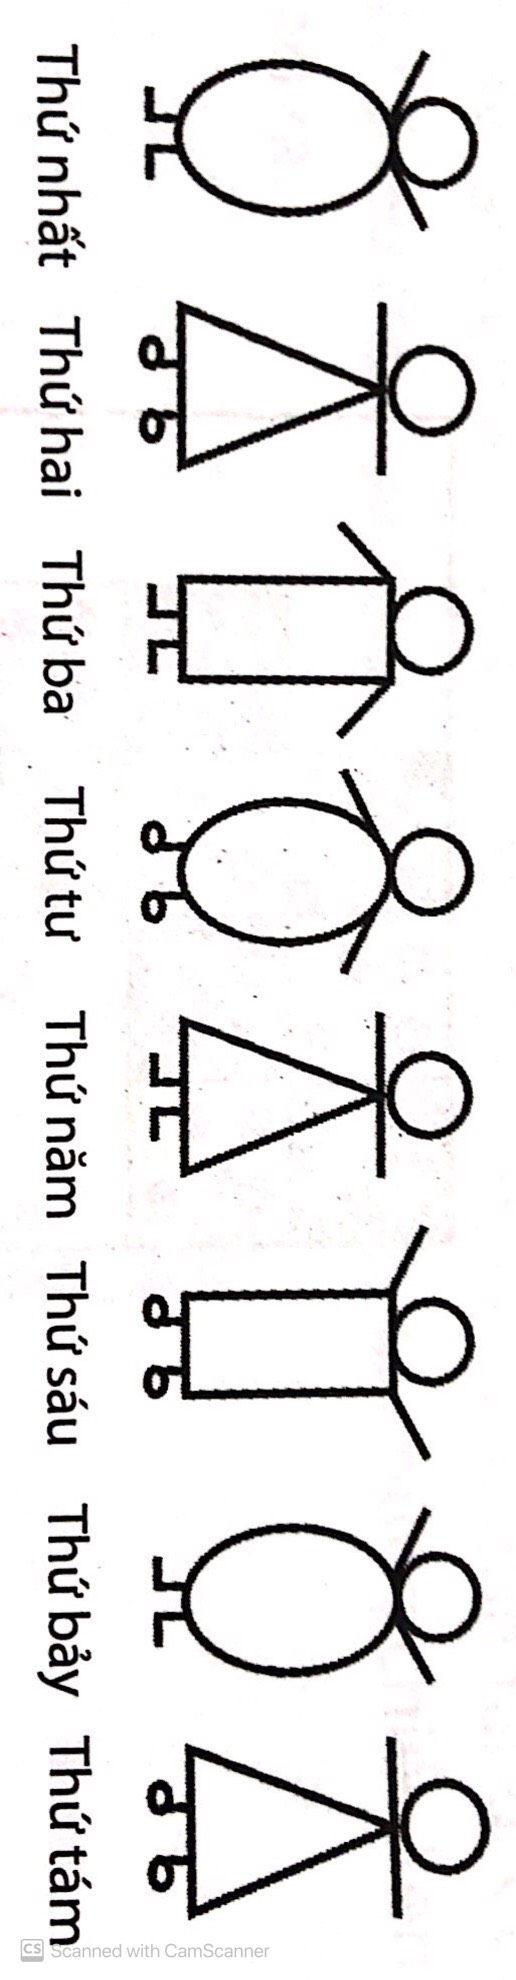 Thứ nhất Thứ hai Thứ ba Thứ tư Thứ năm Thứ sáu Thứ bảy Thứ tám
CS Scanned with CamScanner